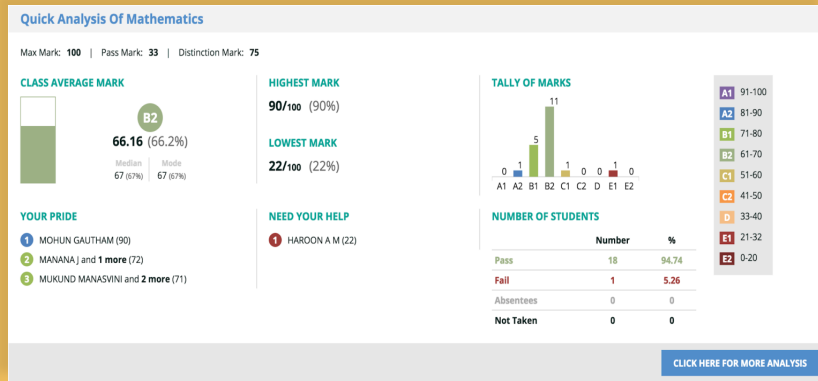 Quick Analysis Of Mathematics
Max Mark: 100 | Pass Mark: 33 | Distinction Mark: 75
CLASS AVERAGE MARK
B2
66.16 (66.2%)
Median Mode
67 (67%) 67 (67%)
HIGHEST MARK
90/100 (90%)
LOWEST MARK
22/100 (22%)
TALLY OF MARKS
0 1 5 11 1 0 0 1 0
A1 A2 B1 B2 C1 C2 D E1 E2
A1 91-100
A2 81-90
B1 71-80
B2 61-70
C1 51-60
C2 41-50
D 33-40
E1 21-32
E2 0-20
YOUR PRIDE
1 MOHUN GAUTHAM (90)
2 MANANA J and 1 more (72)
3 MUKUND MANASVINI and 2 more (71)
NEED YOUR HELP
1 HAROON A M (22)
NUMBER OF STUDENTS
Number %
Pass 18 94.74
Fail 1 5.26
Absentees 0 0
Not Taken 0 0
CLICK HERE FOR MORE ANALYSIS